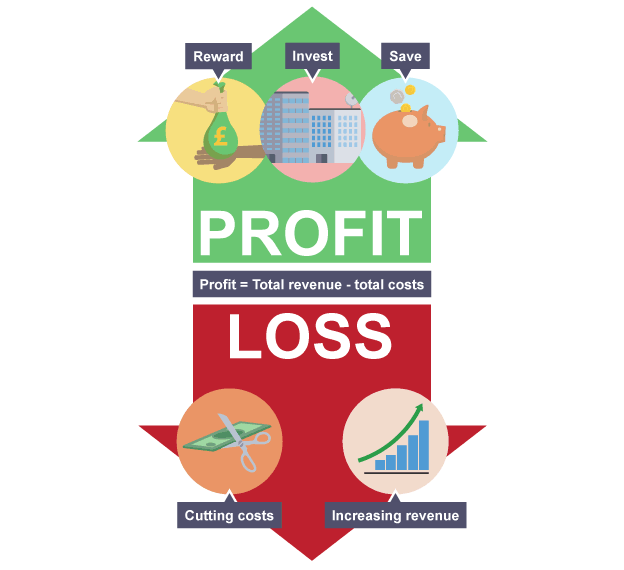 Reward
Invest
Save
£
PROFIT
Profit = Total revenue - total costs
LOSS
Cutting costs
Increasing revenue